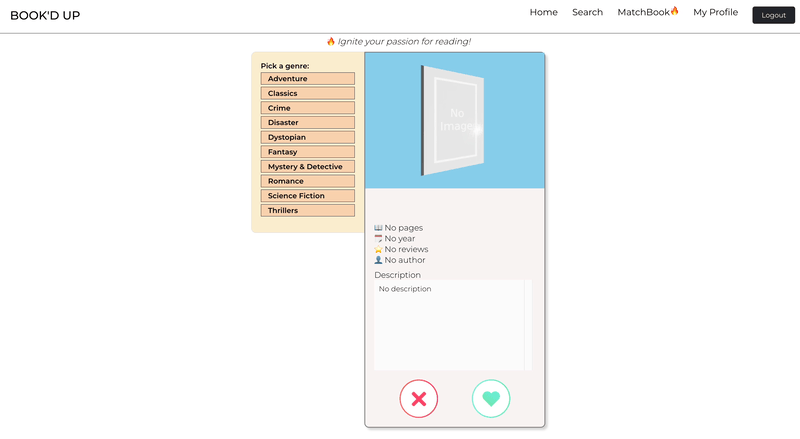 BOOK'D UP
Home
Search
MatchBook🔥
My Profile
Logout
🔥 Ignite your passion for reading!
Pick a genre:
Adventure
Classics
Crime
Disaster
Dystopian
Fantasy
Mystery & Detective
Romance
Science Fiction
Thrillers
No
Image
📖 No pages
📅 No year
⭐ No reviews
👤 No author
Description
No description